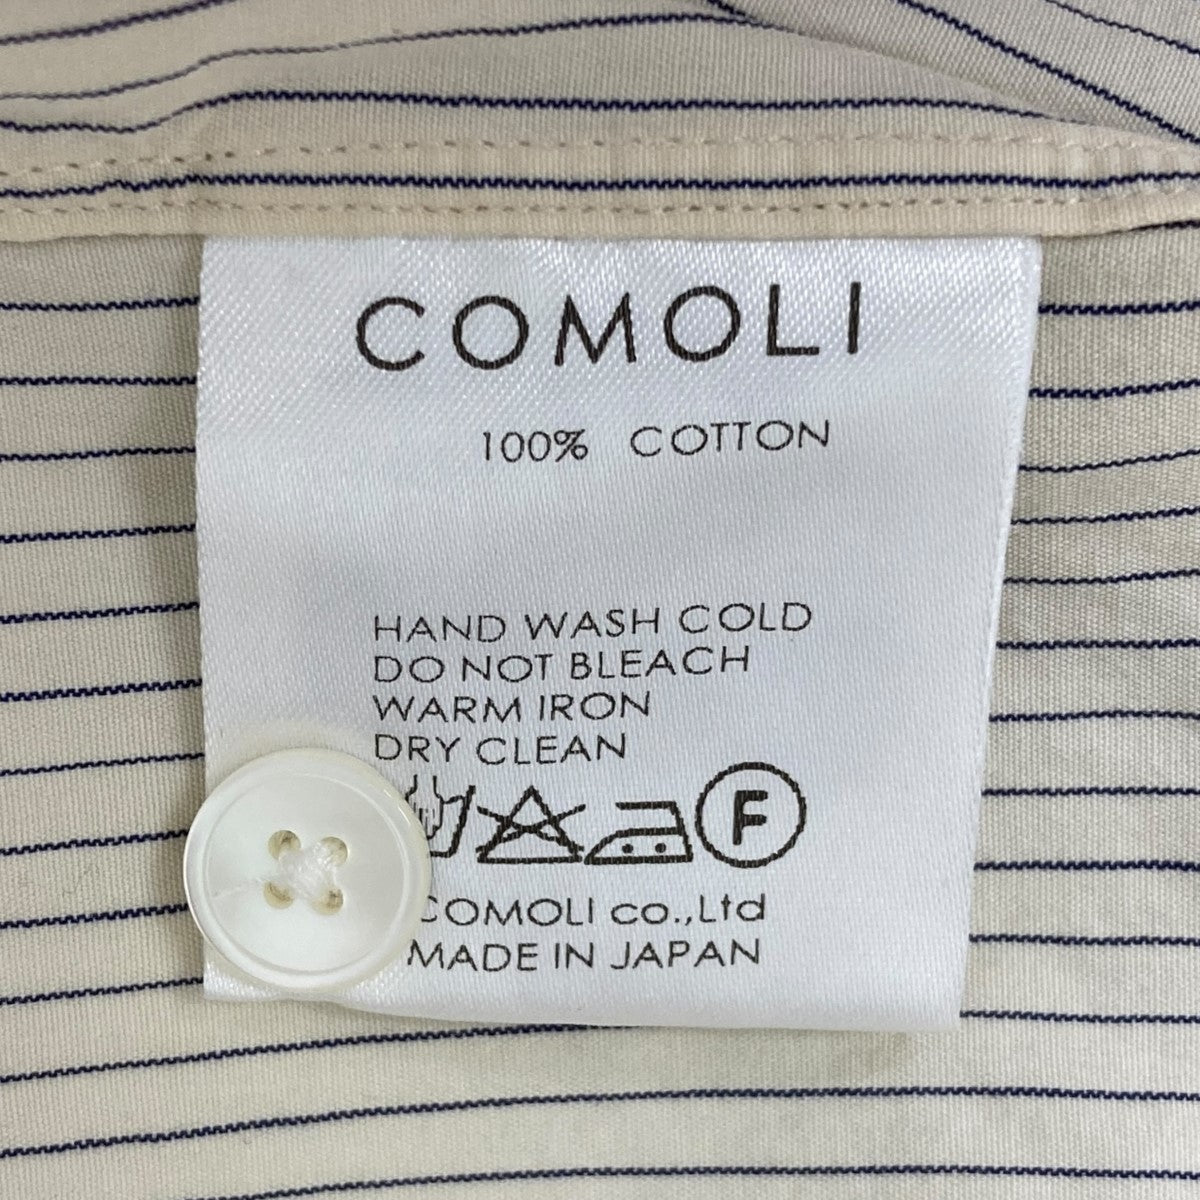 COMOLI
100% COTTON
HAND WASH COLD
DO NOT BLEACH
WARM IRON
DRY CLEAN
F
COMOLI co.,Ltd
MADE IN JAPAN